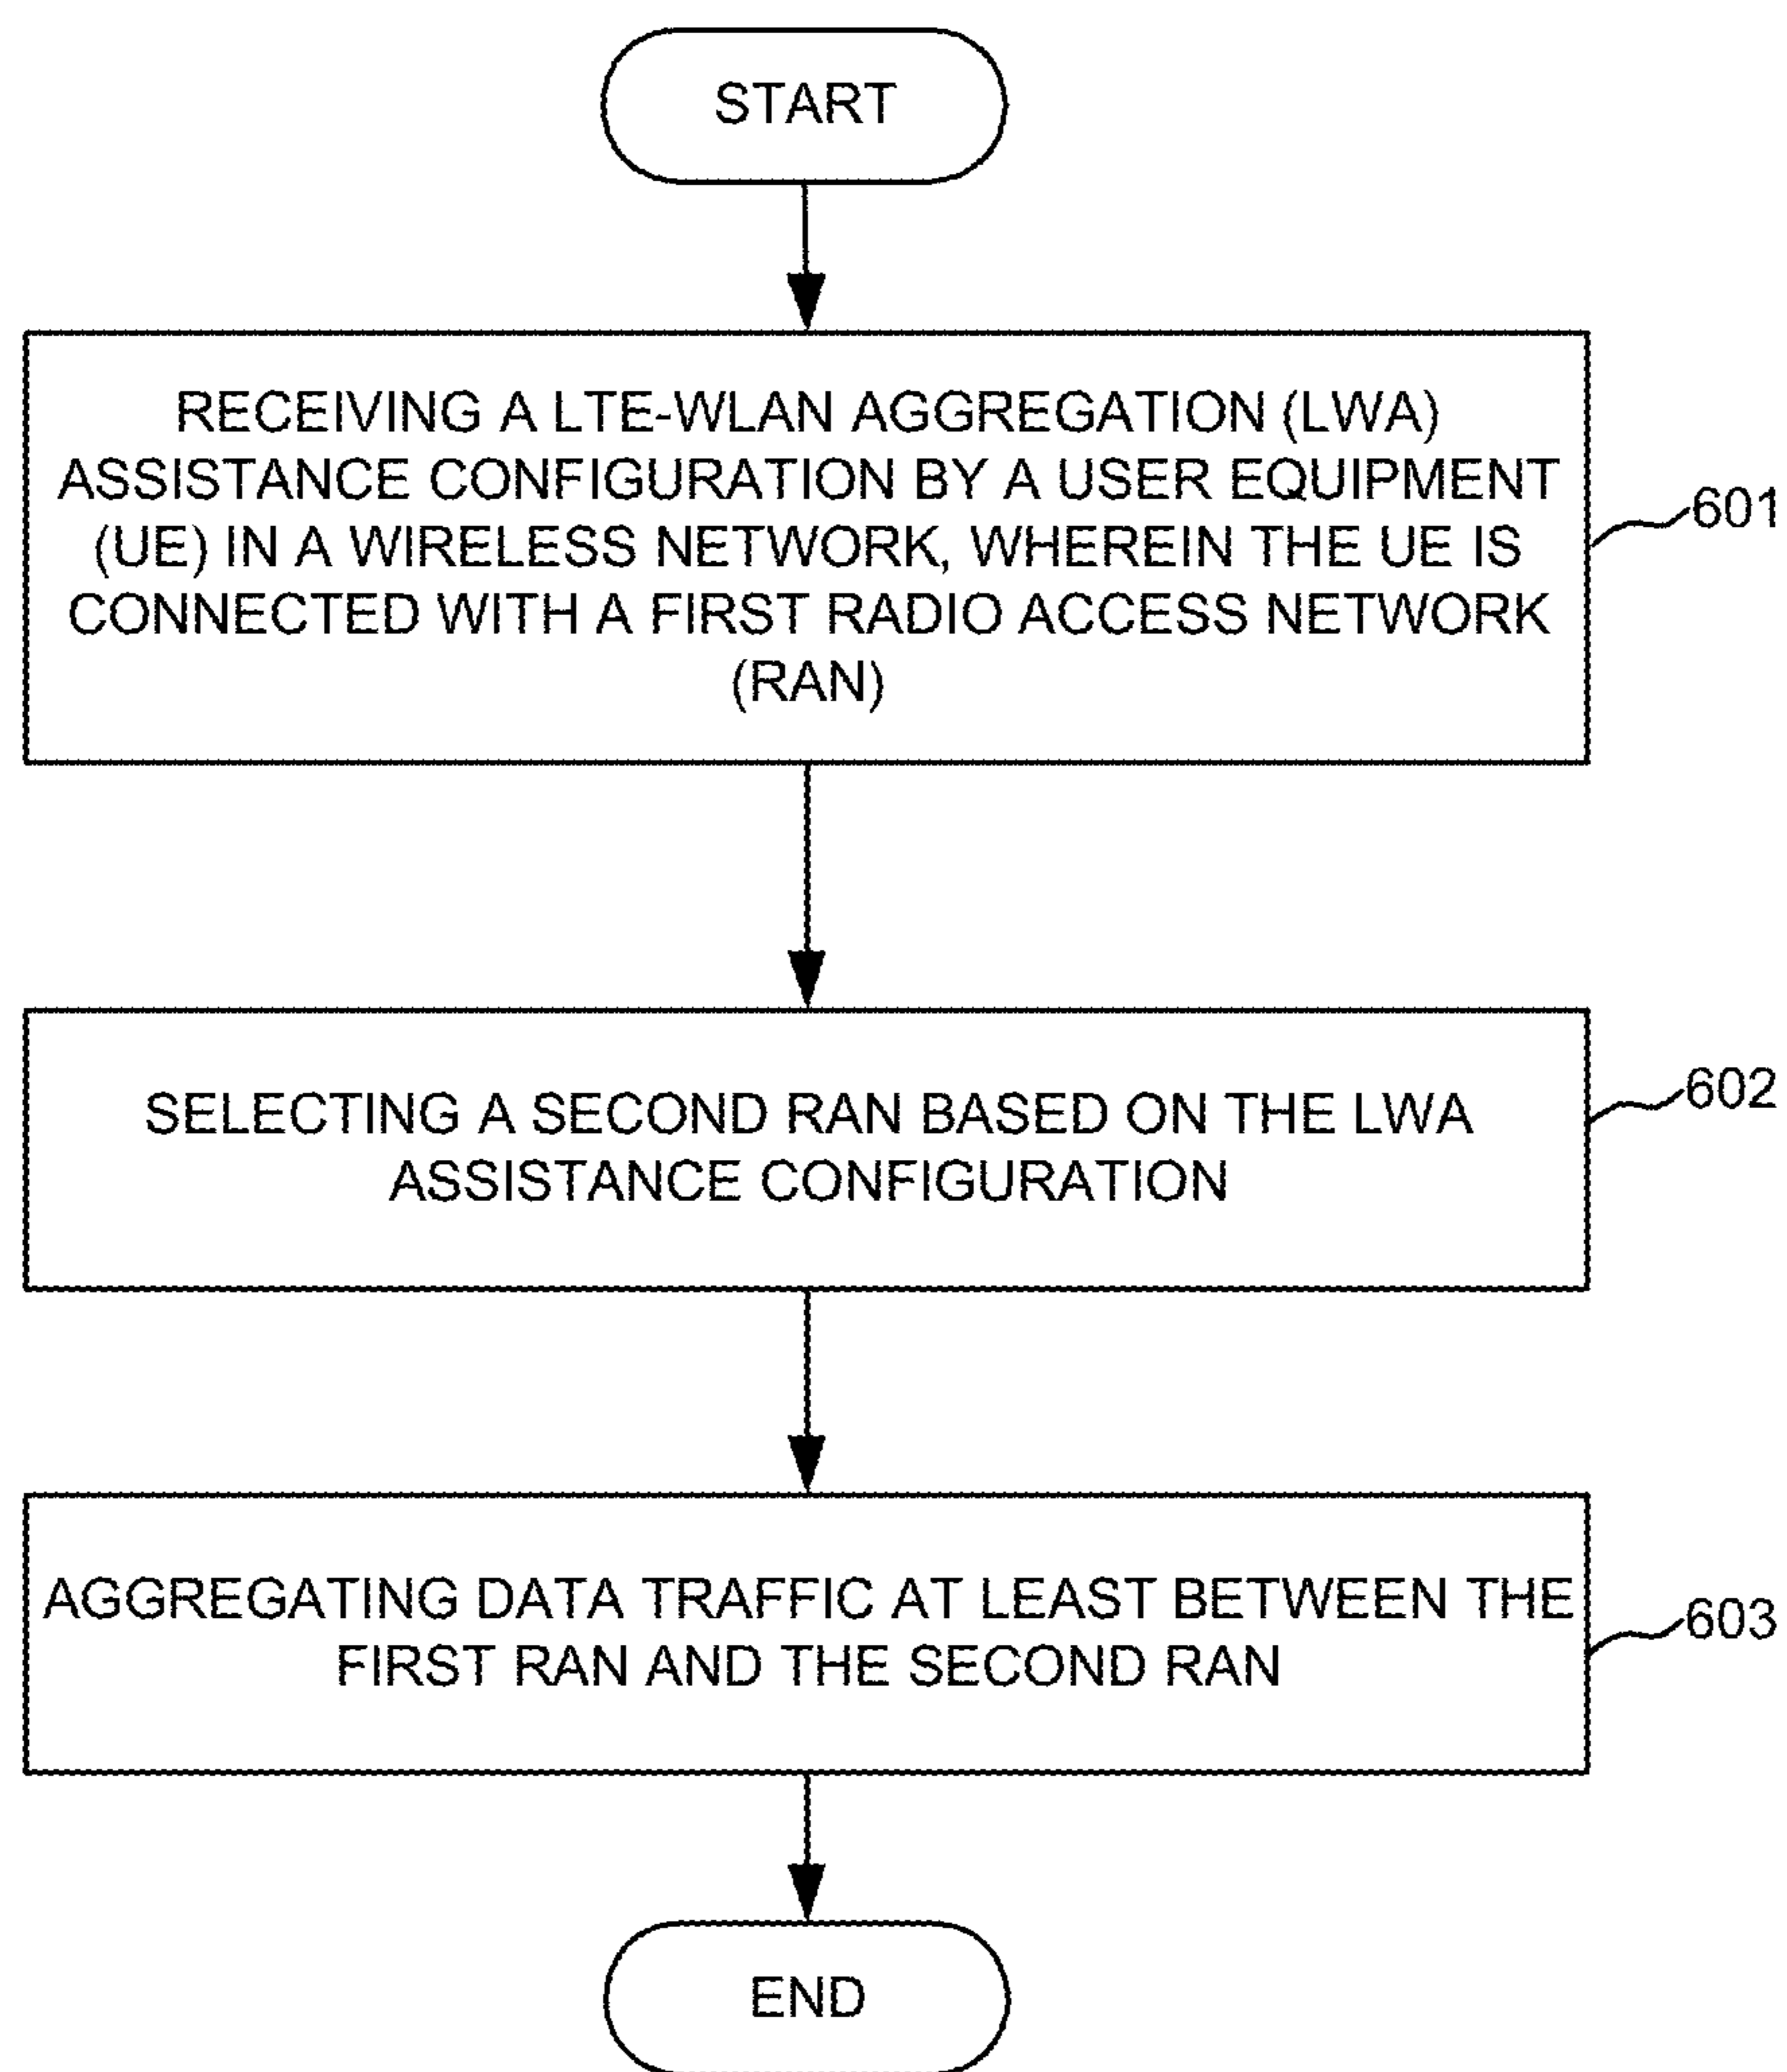 START
RECEIVING A LTE-WLAN AGGREGATION (LWA)
ASSISTANCE CONFIGURATION BY A USER EQUIPMENT
(UE) IN A WIRELESS NETWORK, WHEREIN THE UE IS
CONNECTED WITH A FIRST RADIO ACCESS NETWORK
(RAN)
601
SELECTING A SECOND RAN BASED ON THE LWA
ASSISTANCE CONFIGURATION
602
AGGREGATING DATA TRAFFIC AT LEAST BETWEEN THE
FIRST RAN AND THE SECOND RAN
603
END